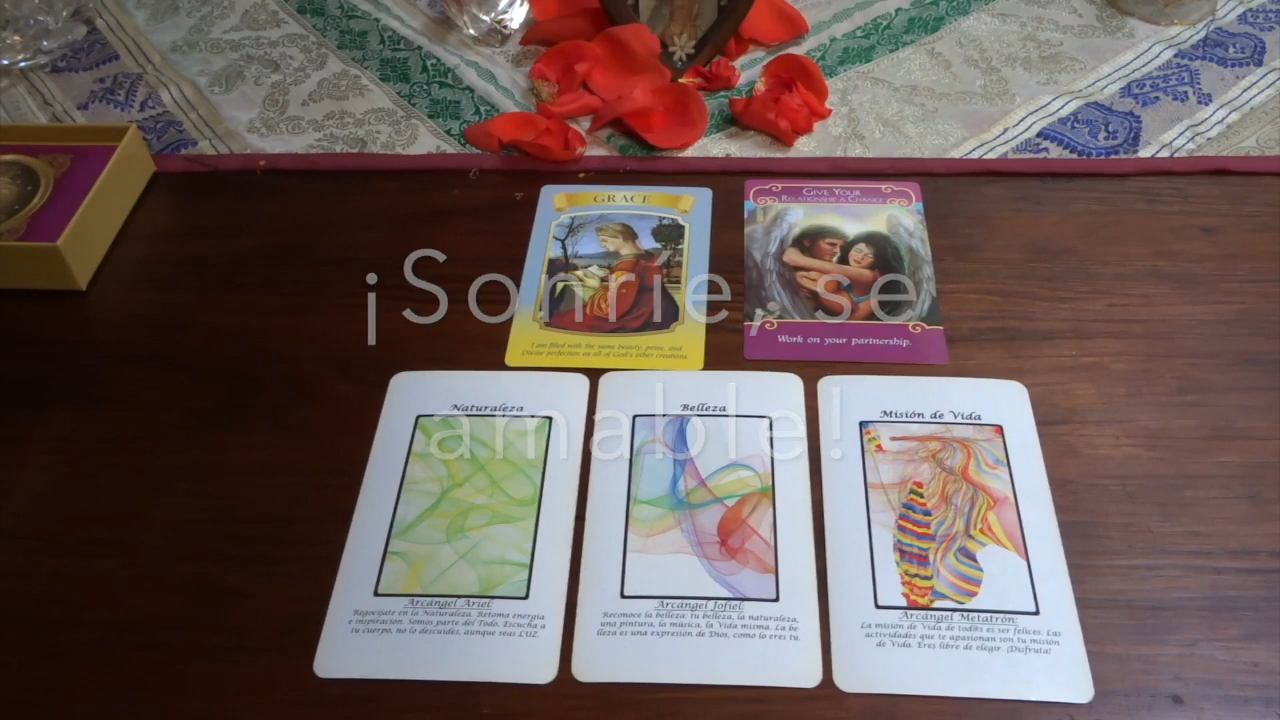 GRACE
I am filled with the same beauty, poise, and
Divine perfection as all of God's other creations.
GIVE YOUR
RELATIONSHIP A CHANCE
Work on your partnership.
¡Sonríe, se
amable!
Naturaleza
Arcángel Ariel:
Regocíjate en la Naturaleza. Retoma energía
e inspiración. Somos parte del Todo. Escucha a
tu cuerpo, no lo descuides, aunque seas LUZ.
Belleza
Arcángel Jofiel:
Reconoce la belleza: tu belleza, la naturaleza,
una pintura, la música, la Vida misma. La be-
lleza es una expresión de Dios, como lo eres tú.
Misión de Vida
Arcángel Metatrón:
La misión de Vida de tod@s es ser felices. Las
actividades que te apasionan son tu misión
de Vida. Eres libre de elegir. ¡Disfruta!